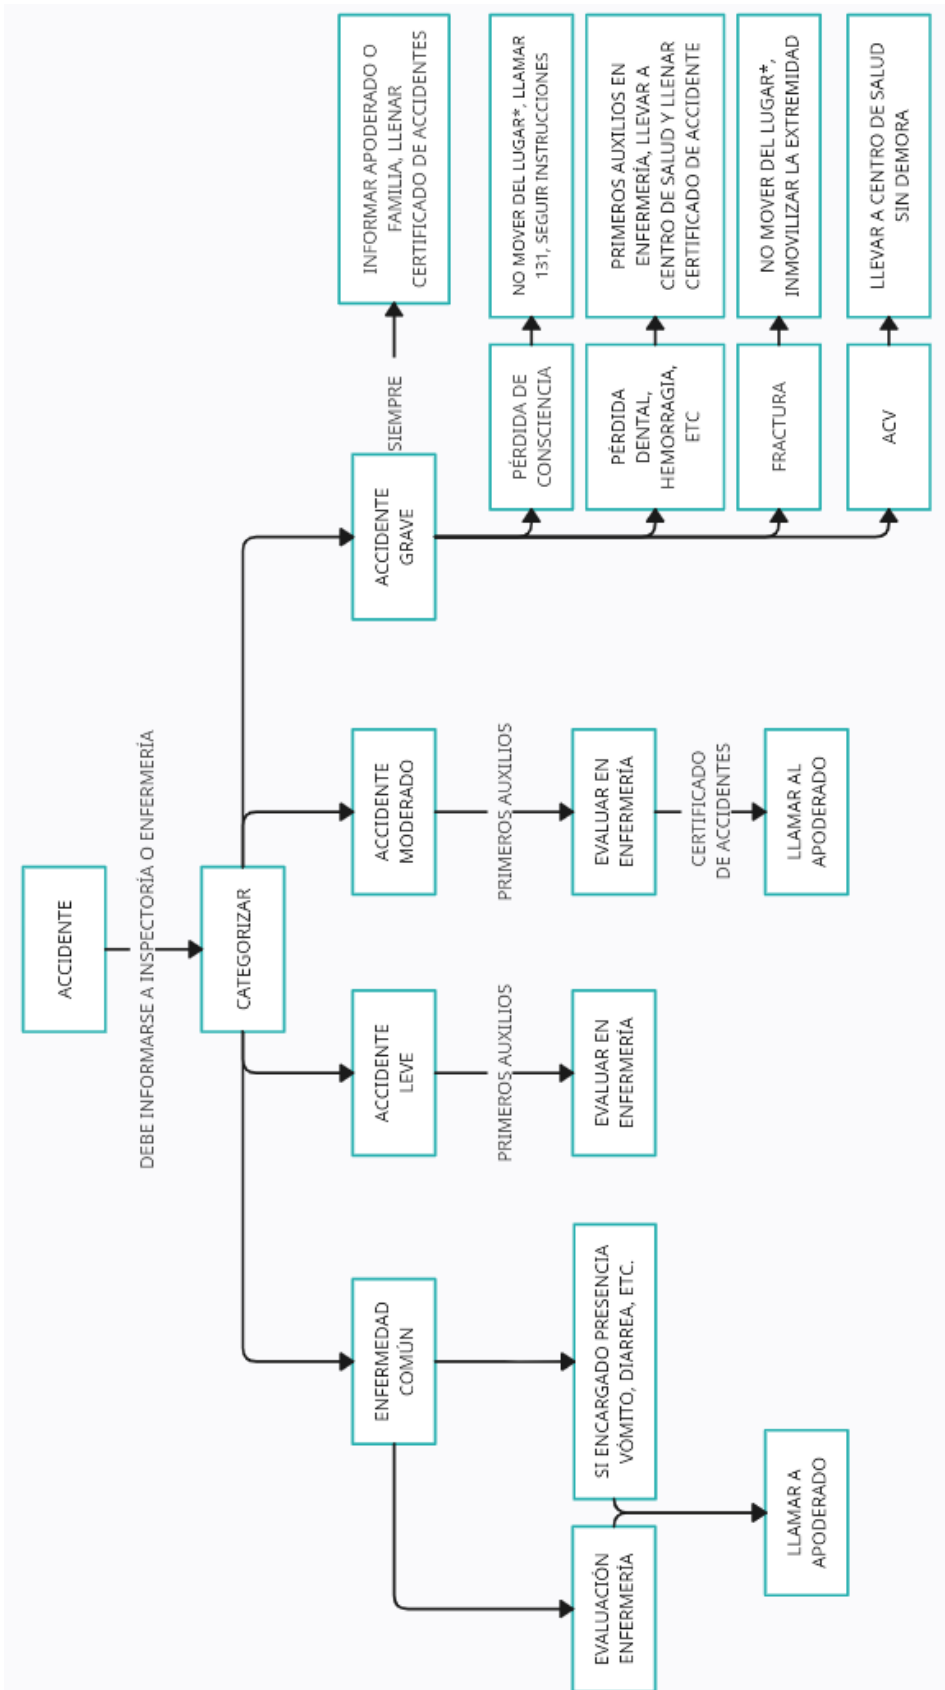 ACCIDENTE
DEBE INFORMARSE A INSPECTORÍA O ENFERMERÍA
CATEGORIZAR
ENFERMEDAD
COMÚN
ACCIDENTE
LEVE
ACCIDENTE
MODERADO
ACCIDENTE
GRAVE
SIEMPRE
INFORMAR APODERADO O
FAMILIA, LLENAR
CERTIFICADO DE ACCIDENTES
EVALUACIÓN
ENFERMERÍA
SI ENCARGADO PRESENCIA
VÓMITO, DIARREA, ETC.
LLAMAR A
APODERADO
PRIMEROS AUXILIOS
EVALUAR EN
ENFERMERÍA
PRIMEROS AUXILIOS
EVALUAR EN
ENFERMERÍA
CERTIFICADO
DE ACCIDENTES
LLAMAR AL
APODERADO
PÉRDIDA DE
CONSCIENCIA
NO MOVER DEL LUGAR*, LLAMAR
131, SEGUIR INSTRUCCIONES
PÉRDIDA
DENTAL,
HEMORRAGIA,
ETC
PRIMEROS AUXILIOS EN
ENFERMERÍA, LLEVAR A
CENTRO DE SALUD Y LLENAR
CERTIFICADO DE ACCIDENTE
FRACTURA
NO MOVER DEL LUGAR*,
INMOVILIZAR LA EXTREMIDAD
ACV
LLEVAR A CENTRO DE SALUD
SIN DEMORA